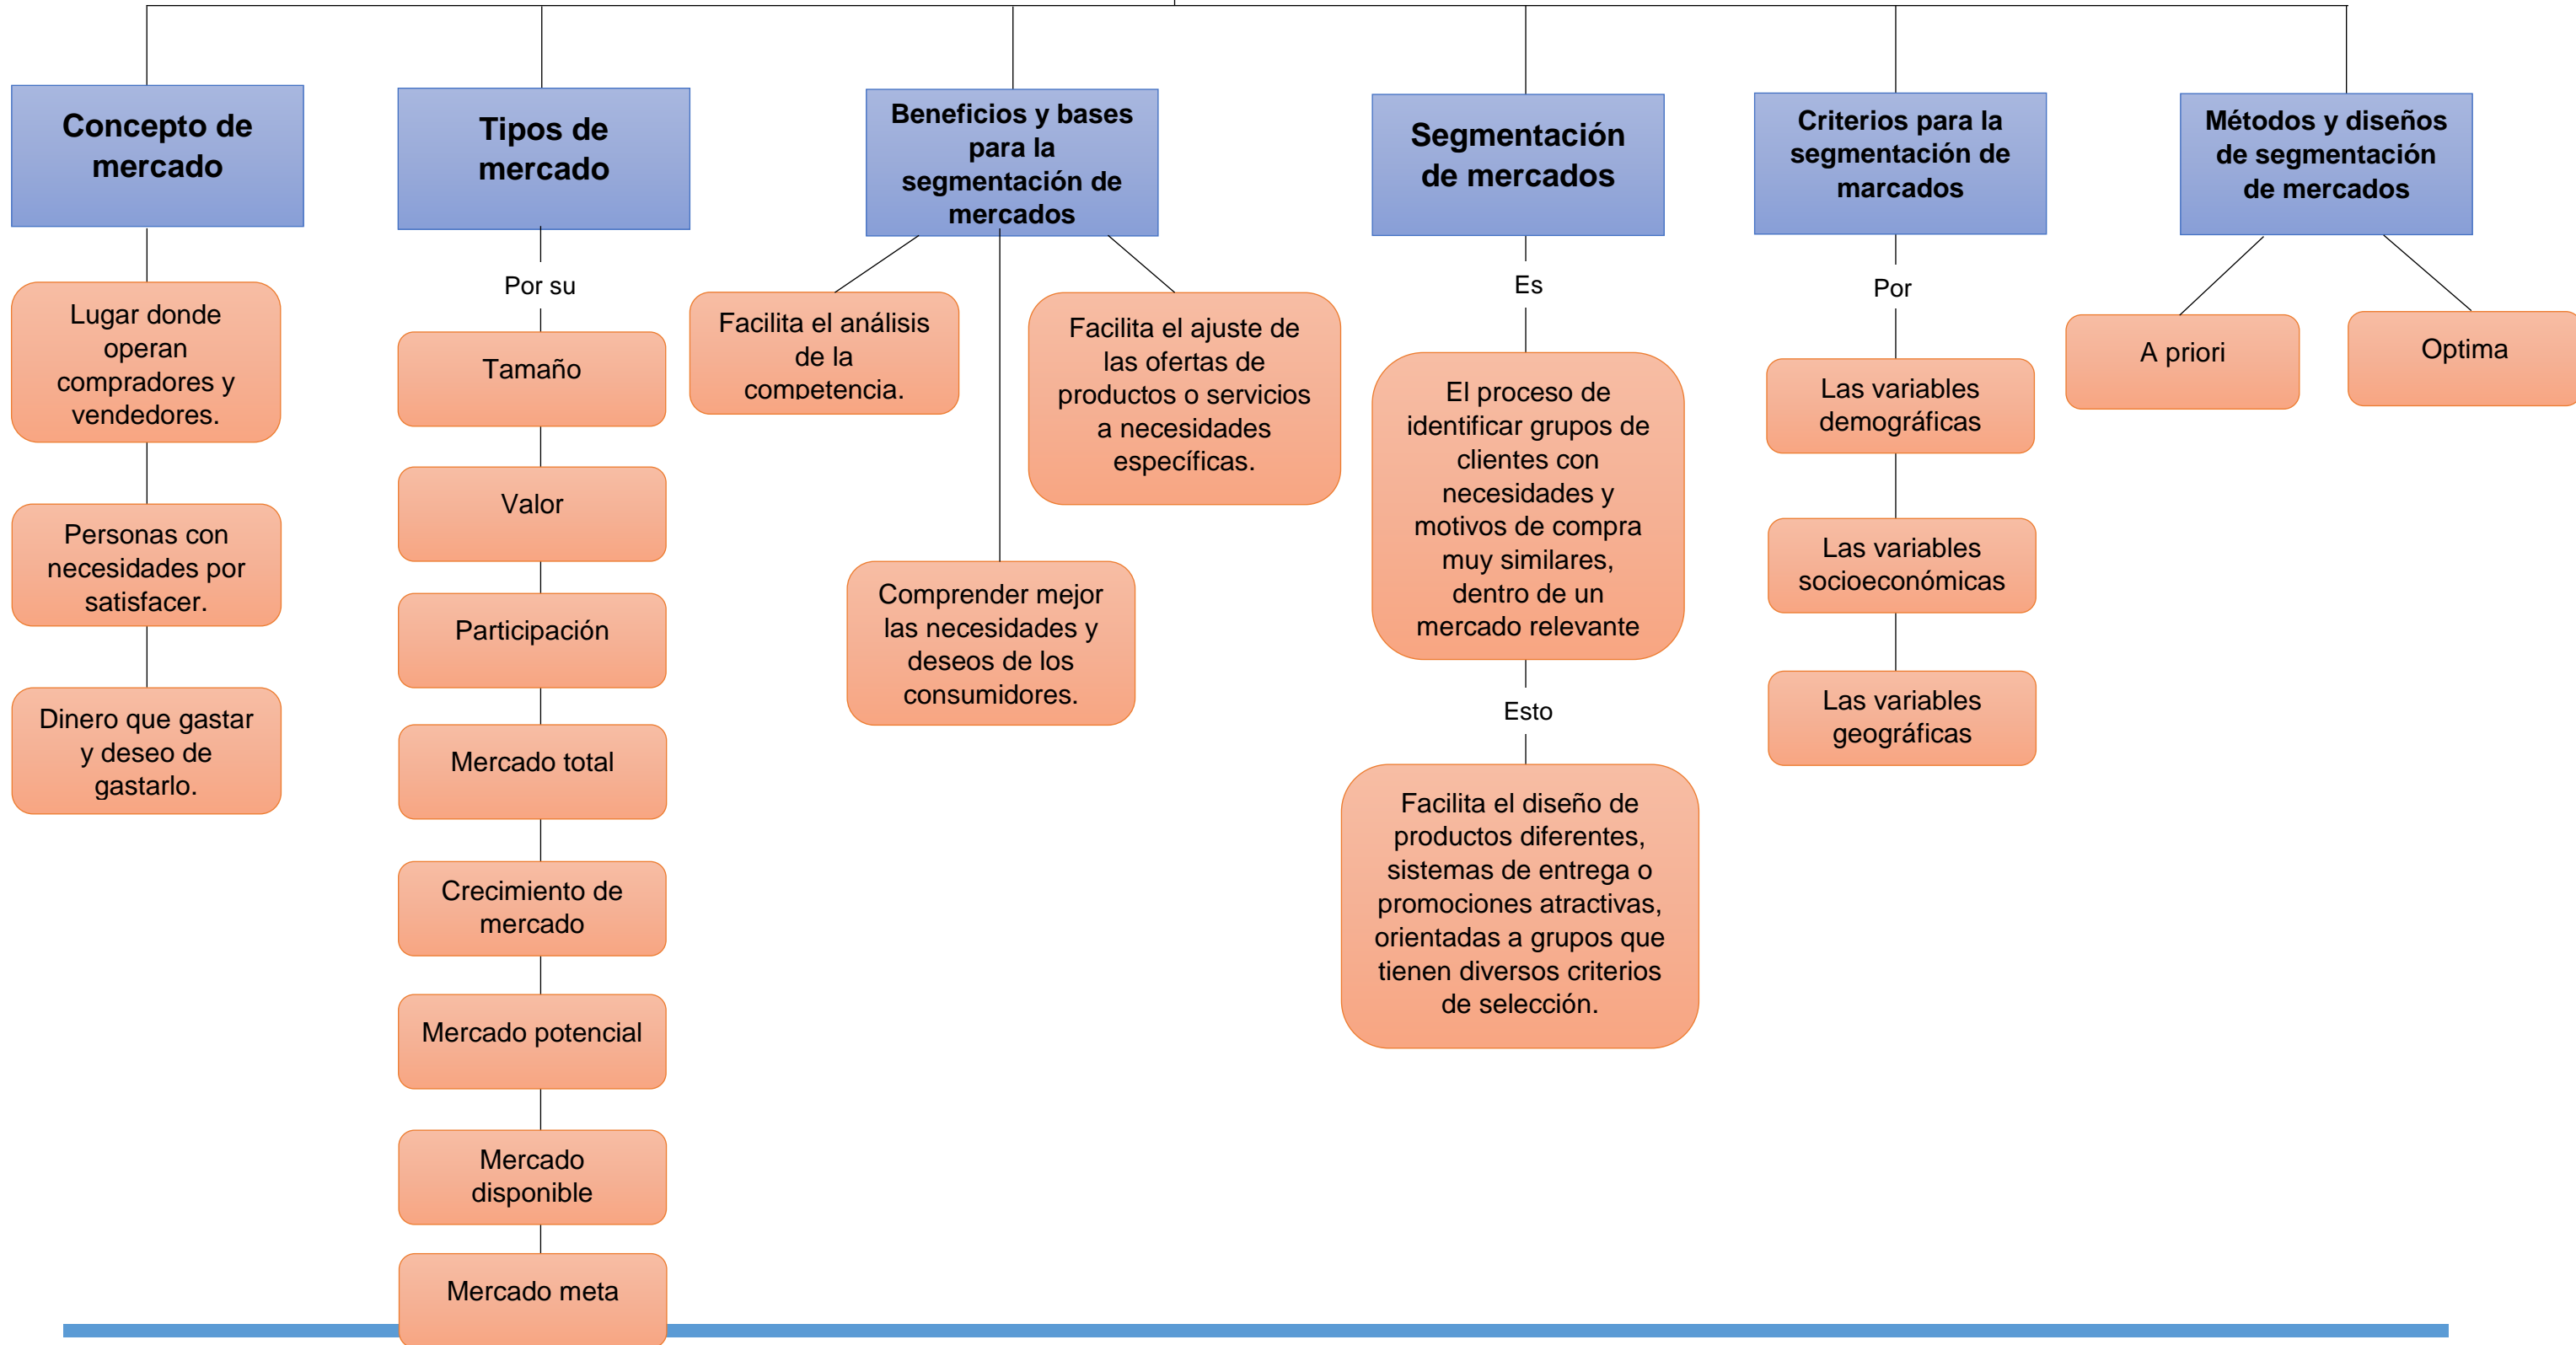 Concepto de
mercado
Lugar donde
operan
compradores y
vendedores.
Personas con
necesidades por
satisfacer.
Dinero que gastar
y deseo de
gastarlo.
Tipos de
mercado
Por su
Tamaño
Valor
Participación
Mercado total
Crecimiento de
mercado
Mercado potencial
Mercado
disponible
Mercado meta
Beneficios y bases
para la
segmentación de
mercados
Facilita el análisis
de la
competencia.
Comprender mejor
las necesidades y
deseos de los
consumidores.
Facilita el ajuste de
las ofertas de
productos o servicios
a necesidades
específicas.
Segmentación
de mercados
Es
El proceso de
identificar grupos de
clientes con
necesidades y
motivos de compra
muy similares,
dentro de un
mercado relevante
Esto
Facilita el diseño de
productos diferentes,
sistemas de entrega o
promociones atractivas,
orientadas a grupos que
tienen diversos criterios
de selección.
Criterios para la
segmentación de
marcados
Por
Las variables
demográficas
Las variables
socioeconómicas
Las variables
geográficas
Métodos y diseños
de segmentación
de mercados
A priori
Optima